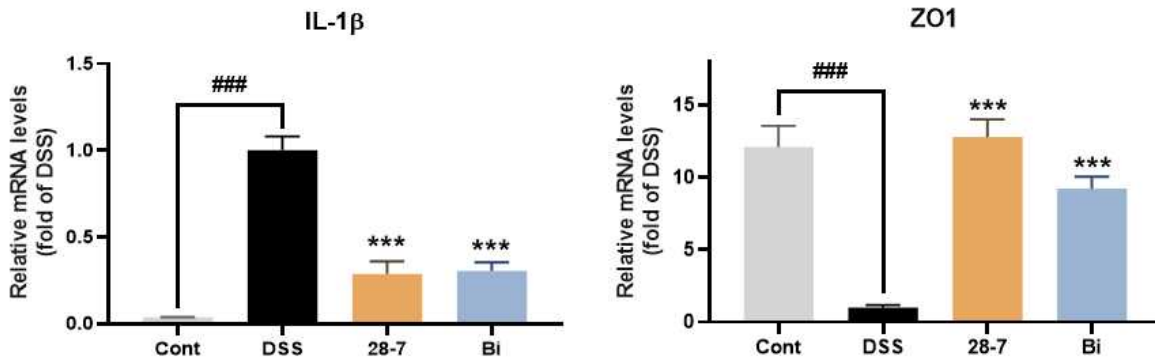 IL-1β
Relative mRNA levels
(fold of DSS)
1.5
1.0
0.5
0.0
###
***
***
Cont
DSS
28-7
Bi
ZO1
Relative mRNA levels
(fold of DSS)
15
10
5
0
###
***
***
Cont
DSS
28-7
Bi